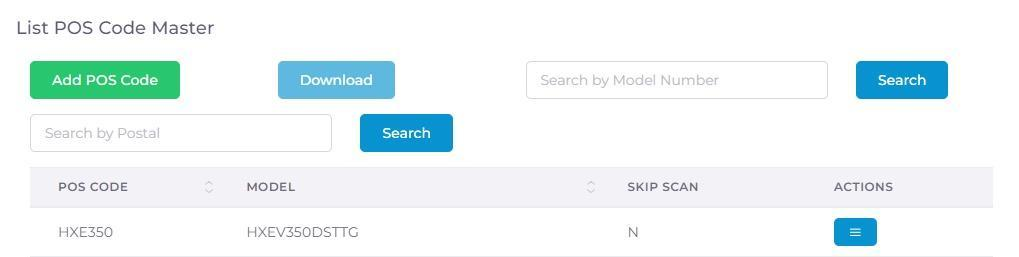 List POS Code Master
Add POS Code Download Search by Model Number Search
Search by Postal Search
POS CODE MODEL SKIP SCAN ACTIONS
HXE350 HXEV350DSTTG N